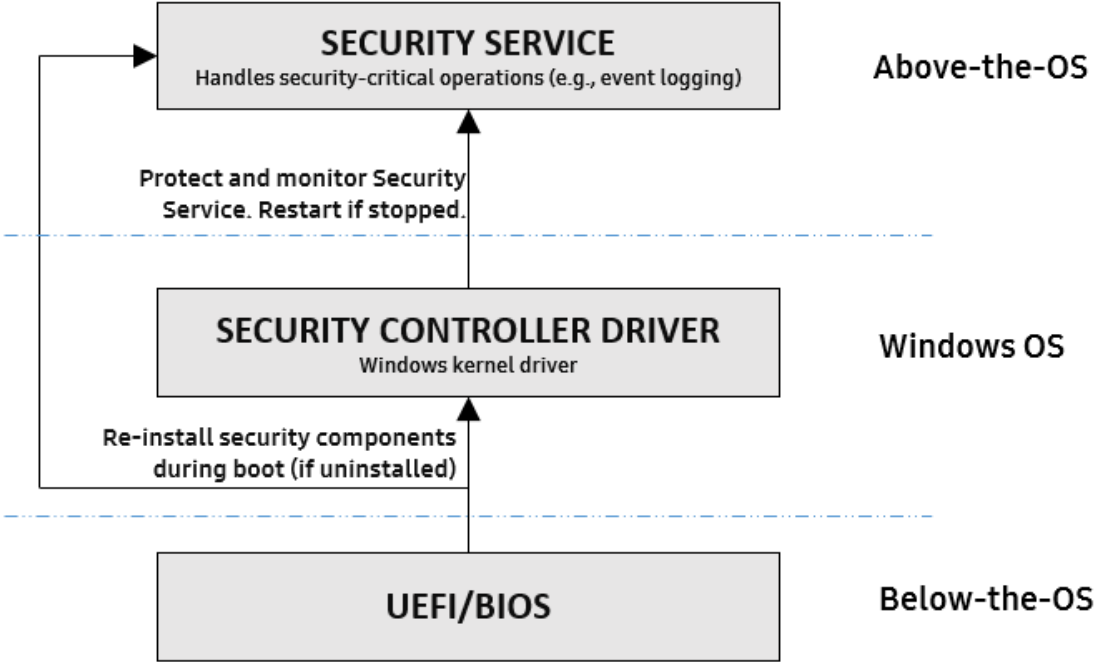 SECURITY SERVICE
Handles security-critical operations (e.g., event logging)
Above-the-OS
Protect and monitor Security
Service. Restart if stopped.
SECURITY CONTROLLER DRIVER
Windows kernel driver
Windows OS
Re-install security components
during boot (if uninstalled)
UEFI/BIOS
Below-the-OS